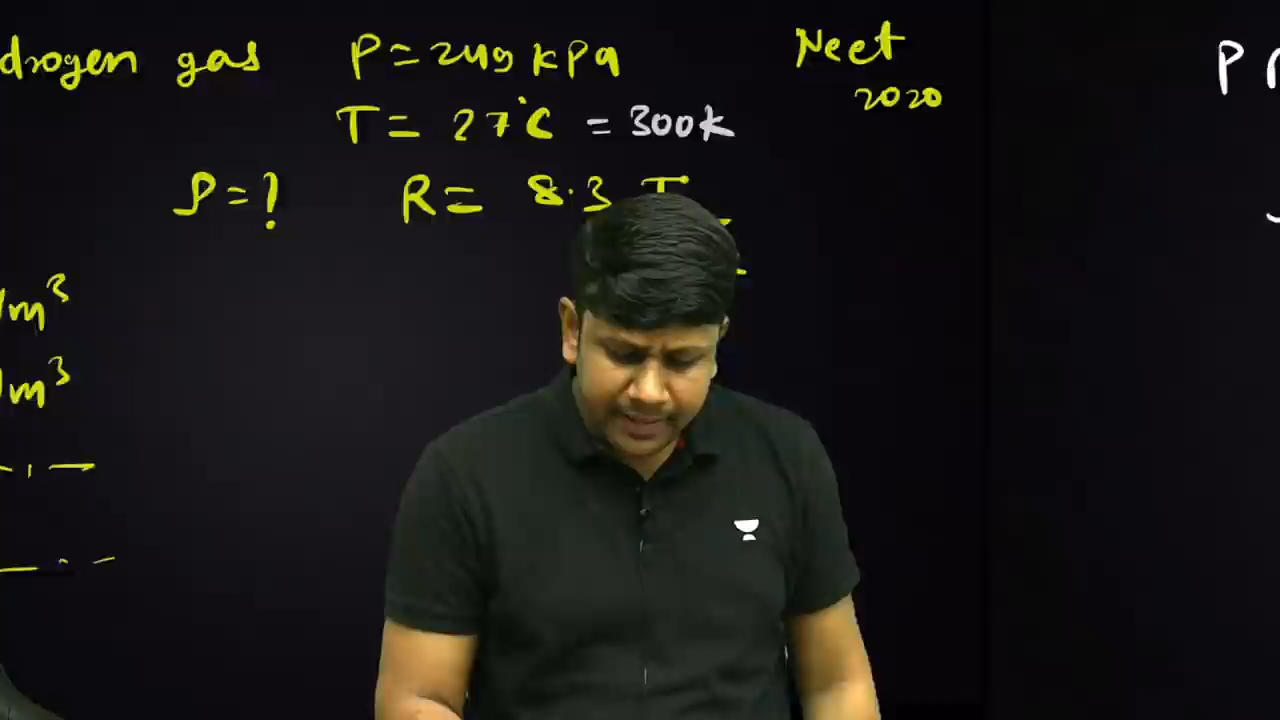 drogen gas P = 249 kPa Neet
2020
T = 27°C = 300k
ρ = ? R = 8.3 J
m³
m³
P